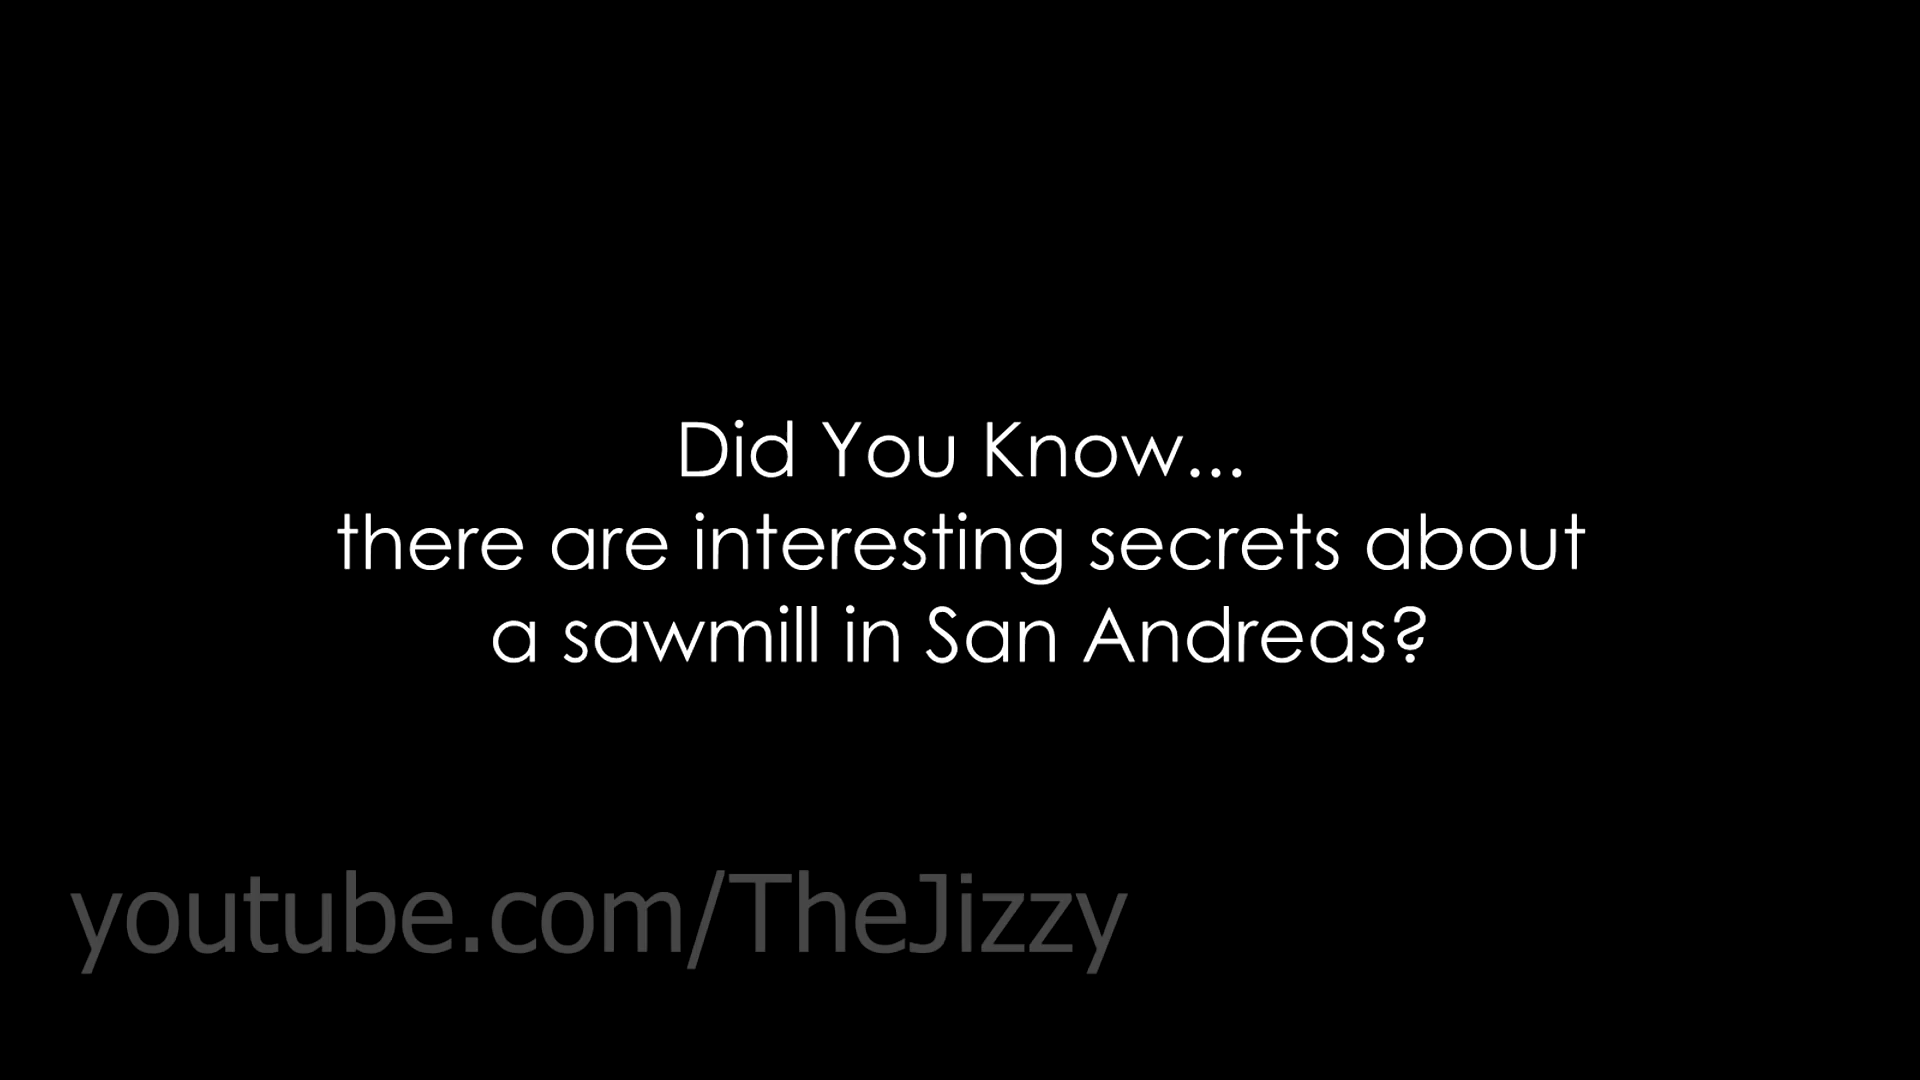 Did You Know...
there are interesting secrets about
a sawmill in San Andreas?
youtube.com/TheJizzy